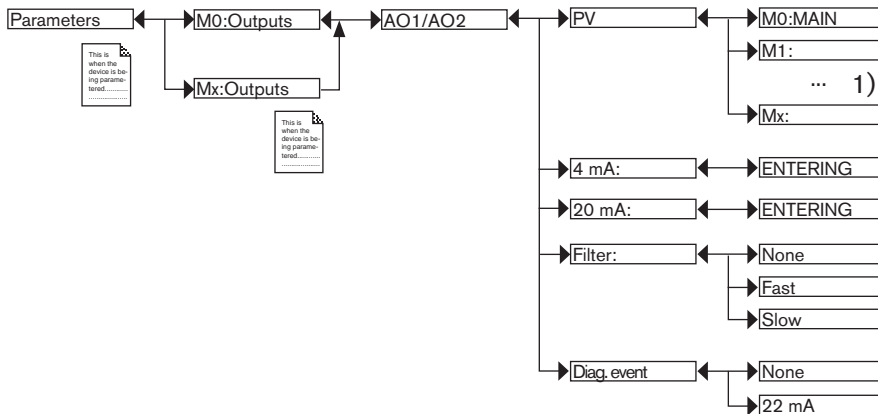 Parameters
M0:Outputs
AO1/AO2
PV
M0:MAIN
M1:
... 1)
Mx:
Mx:Outputs
This is
when the
device is be-
ing parame-
tered............
......................
This is
when the
device is be-
ing parame-
tered............
......................
4 mA:
ENTERING
20 mA:
ENTERING
Filter:
None
Fast
Slow
Diag. event
None
22 mA